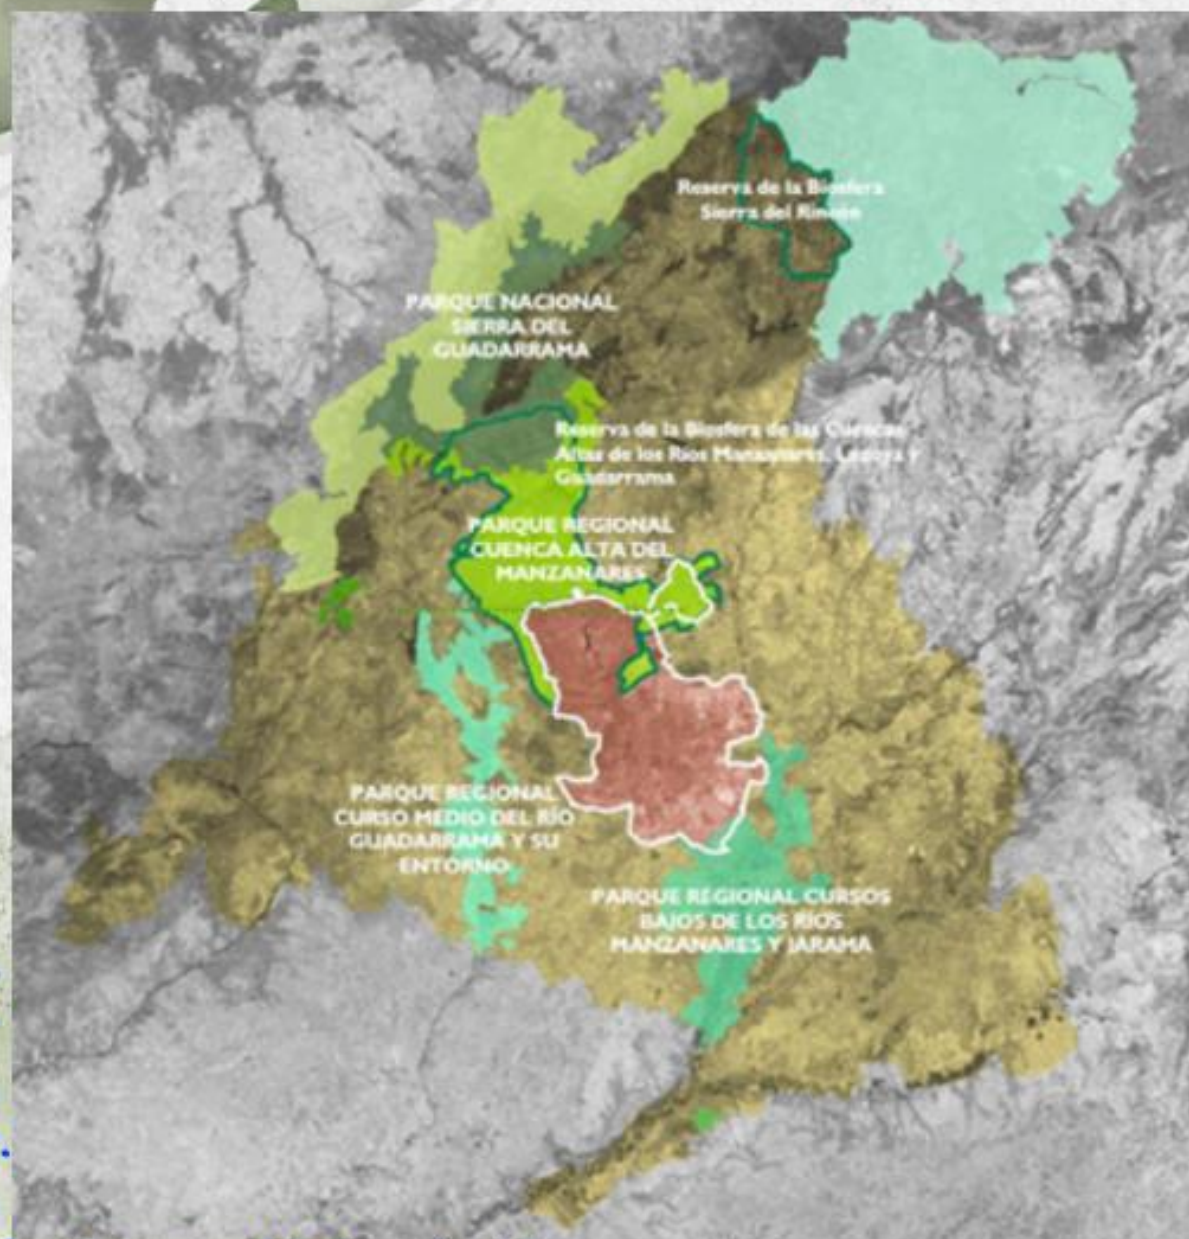 Reserva de la Biosfera
Sierra del Rincón
PARQUE NACIONAL
SIERRA DEL
GUADARRAMA
Reserva de la Biosfera de las Cuencas
Altas de los Ríos Manzanares, Lozoya y
Guadarrama
PARQUE REGIONAL
CUENCA ALTA DEL
MANZANARES
PARQUE REGIONAL
CURSO MEDIO DEL RÍO
GUADARRAMA Y SU
ENTORNO.
PARQUE REGIONAL CURSOS
BAJOS DE LOS RÍOS
MANZANARES Y JARAMA